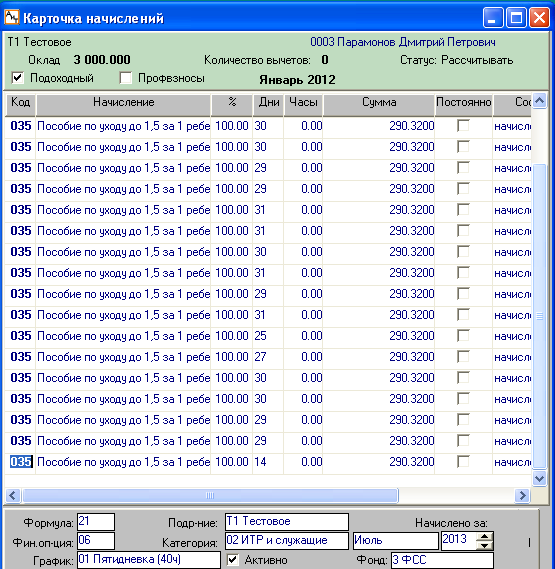 Карточка начислений
Т1 Тестовое 0003 Парамонов Дмитрий Петрович
Оклад 3 000.000 Количество вычетов: 0 Статус: Рассчитывать
Подоходный Профвзносы Январь 2012
Код Начисление % Дни Часы Сумма Постоянно Сос
035 Пособие по уходу до 1,5 за 1 ребе 100.00 30 0.00 290.3200 начисле
035 Пособие по уходу до 1,5 за 1 ребе 100.00 30 0.00 290.3200 начисле
035 Пособие по уходу до 1,5 за 1 ребе 100.00 29 0.00 290.3200 начисле
035 Пособие по уходу до 1,5 за 1 ребе 100.00 29 0.00 290.3200 начисле
035 Пособие по уходу до 1,5 за 1 ребе 100.00 31 0.00 290.3200 начисле
035 Пособие по уходу до 1,5 за 1 ребе 100.00 31 0.00 290.3200 начисле
035 Пособие по уходу до 1,5 за 1 ребе 100.00 30 0.00 290.3200 начисле
035 Пособие по уходу до 1,5 за 1 ребе 100.00 31 0.00 290.3200 начисле
035 Пособие по уходу до 1,5 за 1 ребе 100.00 29 0.00 290.3200 начисле
035 Пособие по уходу до 1,5 за 1 ребе 100.00 31 0.00 290.3200 начисле
035 Пособие по уходу до 1,5 за 1 ребе 100.00 25 0.00 290.3200 начисле
035 Пособие по уходу до 1,5 за 1 ребе 100.00 27 0.00 290.3200 начисле
035 Пособие по уходу до 1,5 за 1 ребе 100.00 30 0.00 290.3200 начисле
035 Пособие по уходу до 1,5 за 1 ребе 100.00 30 0.00 290.3200 начисле
035 Пособие по уходу до 1,5 за 1 ребе 100.00 29 0.00 290.3200 начисле
035 Пособие по уходу до 1,5 за 1 ребе 100.00 29 0.00 290.3200 начисле
035 Пособие по уходу до 1,5 за 1 ребе 100.00 14 0.00 290.3200 начисле
Формула: 21 Подр-ние: Т1 Тестовое Начислено за:
Фин.оп-ция: 06 Категория: 02 ИТР и служащие Июль 2013
График: 01 Пятидневка (40ч) Активно Фонд: 3 ФСС